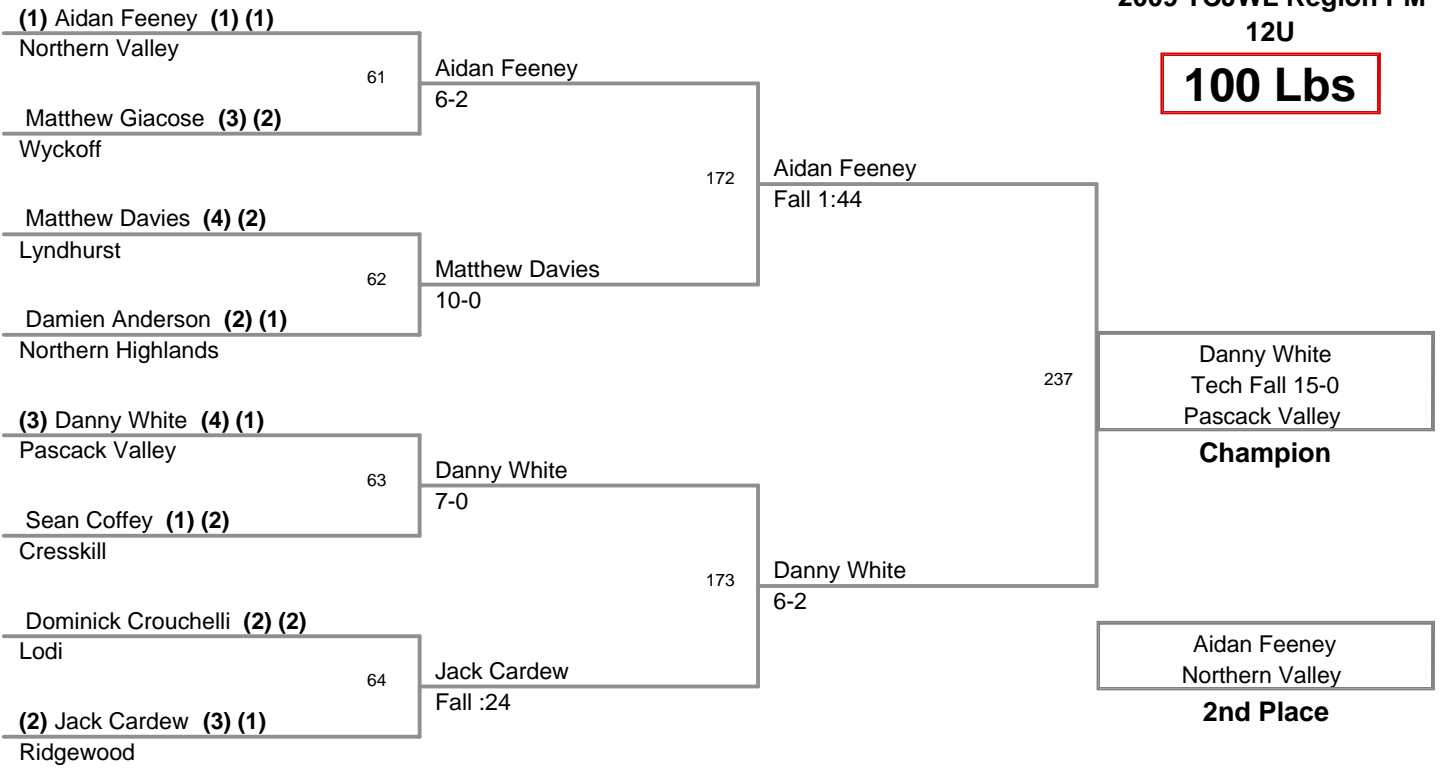 2009 TCJWL Region PM
12U
100 Lbs
(1) Aidan Feeney (1) (1)
Northern Valley
61
Matthew Giacose (3) (2)
Wyckoff
Aidan Feeney
6-2
Matthew Davies (4) (2)
Lyndhurst
62
Damien Anderson (2) (1)
Northern Highlands
Matthew Davies
10-0
172
Aidan Feeney
Fall 1:44
(3) Danny White (4) (1)
Pascack Valley
63
Sean Coffey (1) (2)
Cresskill
Danny White
7-0
Dominick Crouchelli (2) (2)
Lodi
64
(2) Jack Cardew (3) (1)
Ridgewood
Jack Cardew
Fall :24
173
Danny White
6-2
237
Danny White
Tech Fall 15-0
Pascack Valley
Champion
Aidan Feeney
Northern Valley
2nd Place